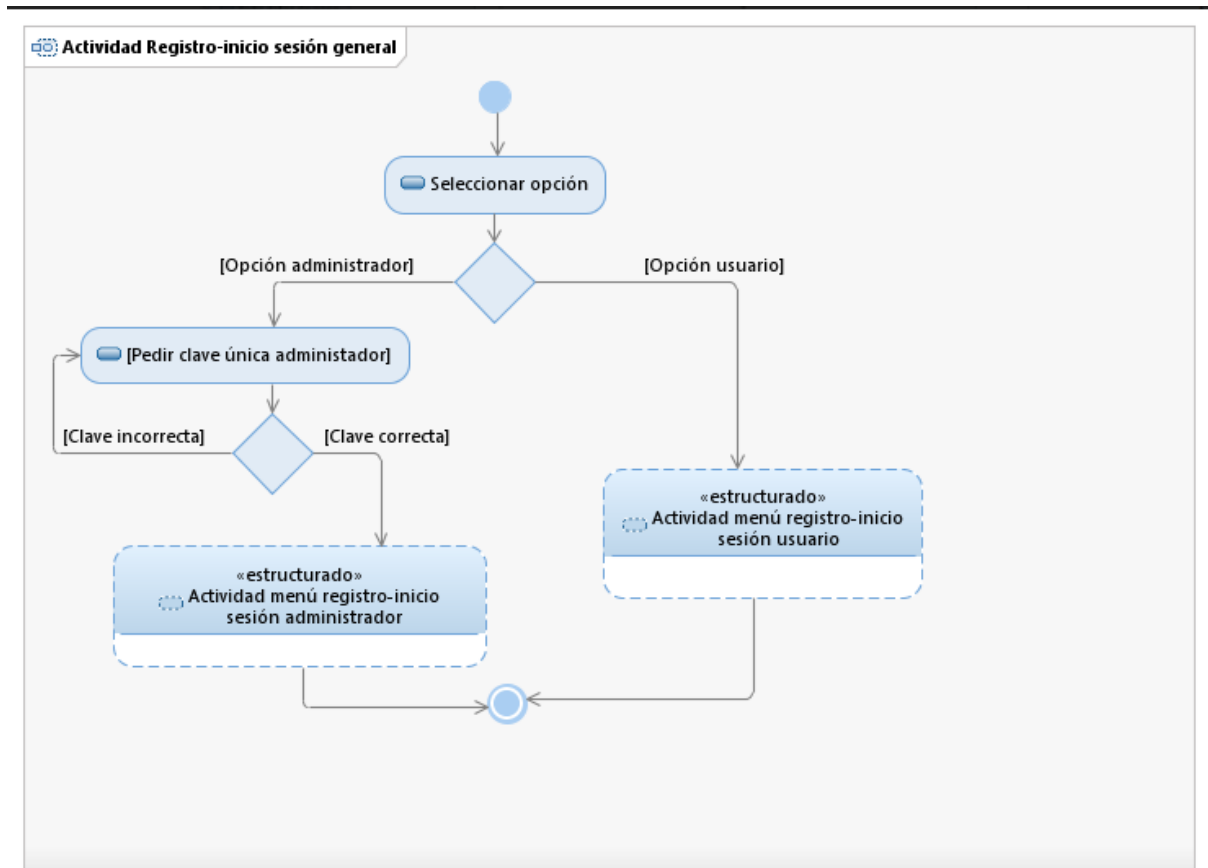 Actividad Registro-inicio sesión general
Seleccionar opción
[Opción administrador]
[Opción usuario]
[Pedir clave única administador]
[Clave incorrecta]
[Clave correcta]
«estructurado»
Actividad menú registro-inicio
sesión usuario
«estructurado»
Actividad menú registro-inicio
sesión administrador